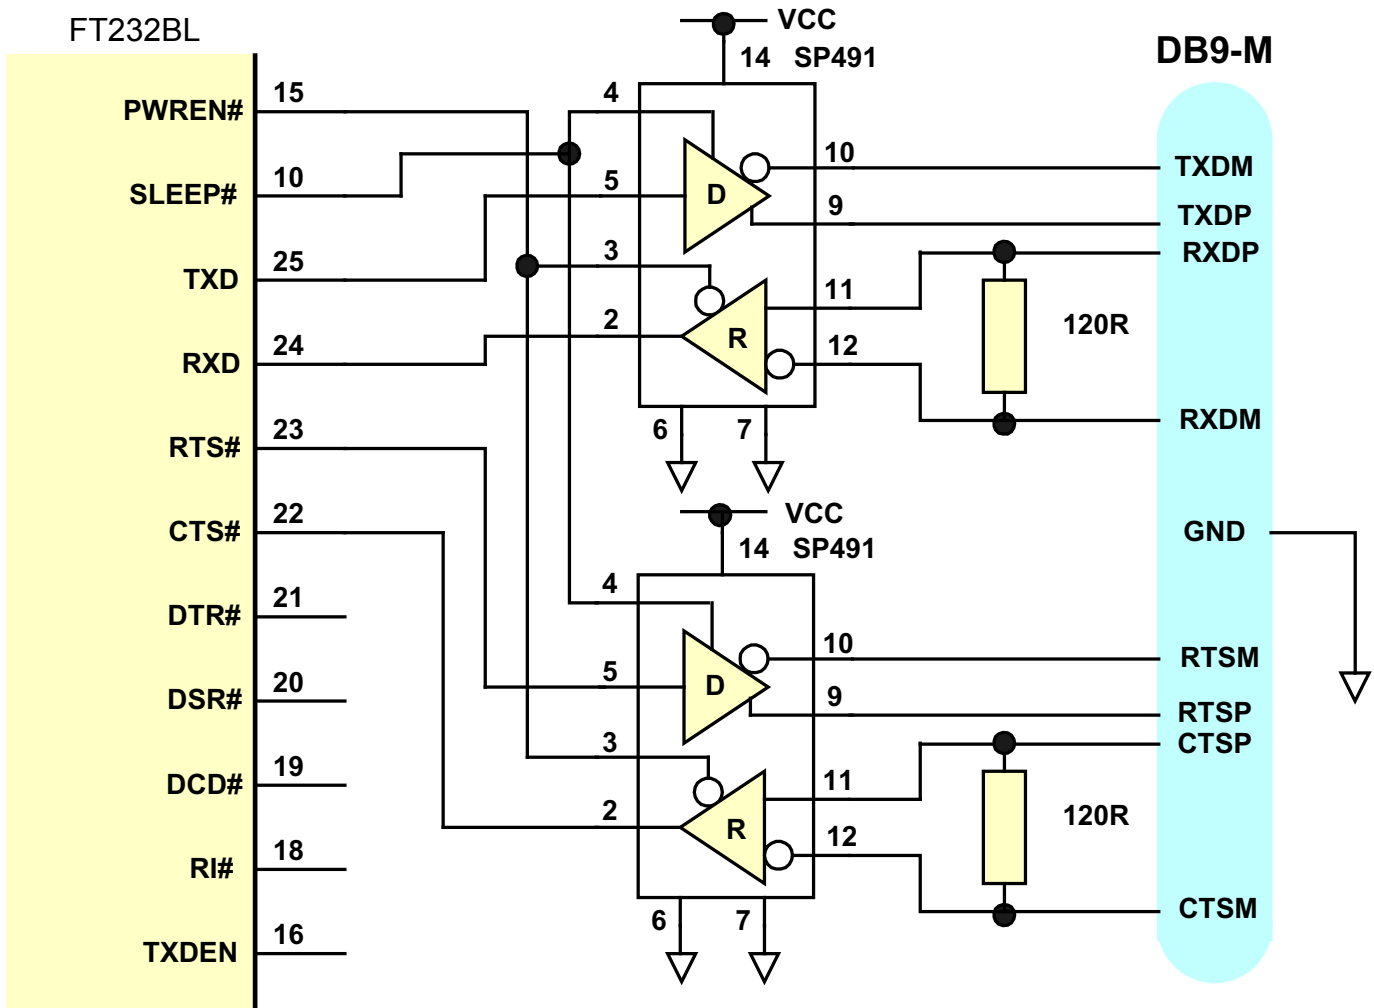 FT232BL
PWREN# 15
SLEEP# 10
TXD 25
RXD 24
RTS# 23
CTS# 22
DTR# 21
DSR# 20
DCD# 19
RI# 18
TXDEN 16
VCC
14 SP491
4
5
3
2
D
R
10
9
11
12
6 7
VCC
14 SP491
4
5
3
2
D
R
10
9
11
12
6 7
120R
120R
DB9-M
TXDM
TXDP
RXDP
RXDM
GND
RTSM
RTSP
CTSP
CTSM